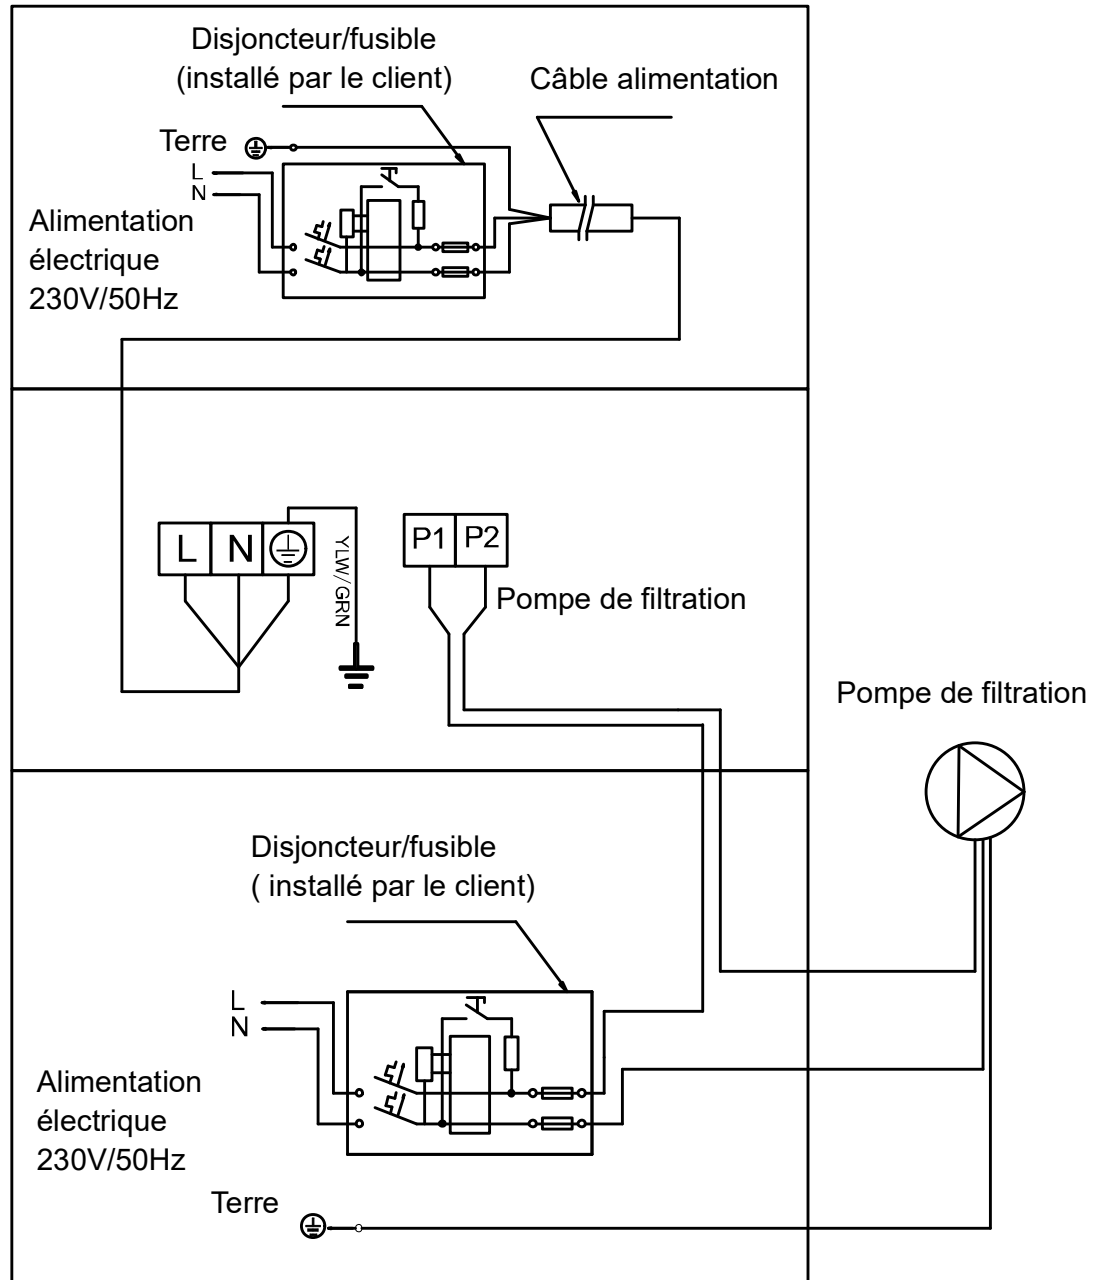 Disjoncteur/fusible
(installé par le client)
Câble alimentation
Terre
L
N
Alimentation
électrique
230V/50Hz
L N
YLW/GRN
P1 P2
Pompe de filtration
Pompe de filtration
Disjoncteur/fusible
( installé par le client)
L
N
Alimentation
électrique
230V/50Hz
Terre